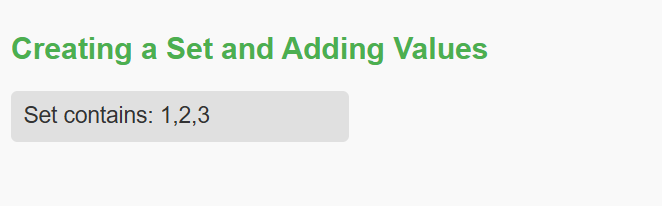 Creating a Set and Adding Values
Set contains: 1,2,3